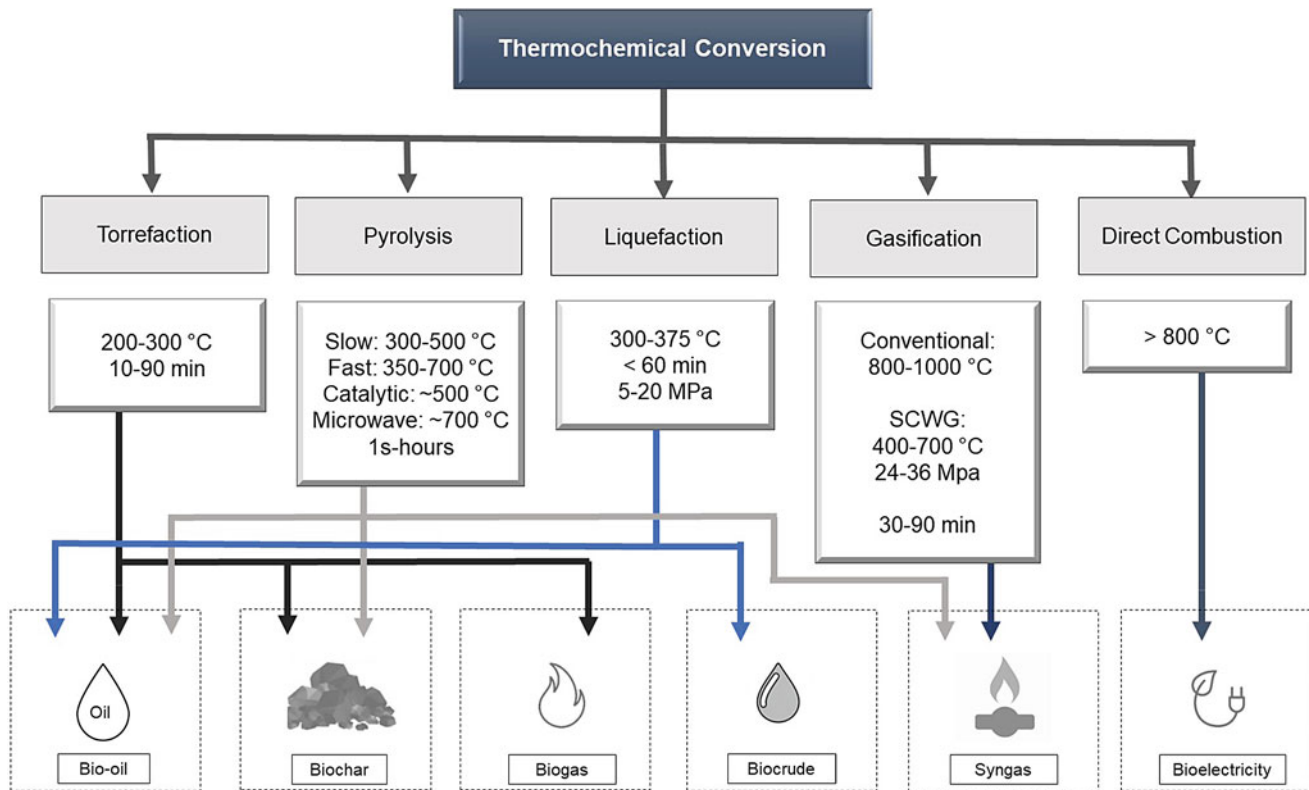 Thermochemical Conversion
Torrefaction
Pyrolysis
Liquefaction
Gasification
Direct Combustion
200-300 °C
10-90 min
Slow: 300-500 °C
Fast: 350-700 °C
Catalytic: ~500 °C
Microwave: ~700 °C
1s-hours
300-375 °C
< 60 min
5-20 MPa
Conventional:
800-1000 °C
SCWG:
400-700 °C
24-36 Mpa
30-90 min
> 800 °C
Oil
Bio-oil
Biochar
Biogas
Biocrude
Syngas
Bioelectricity